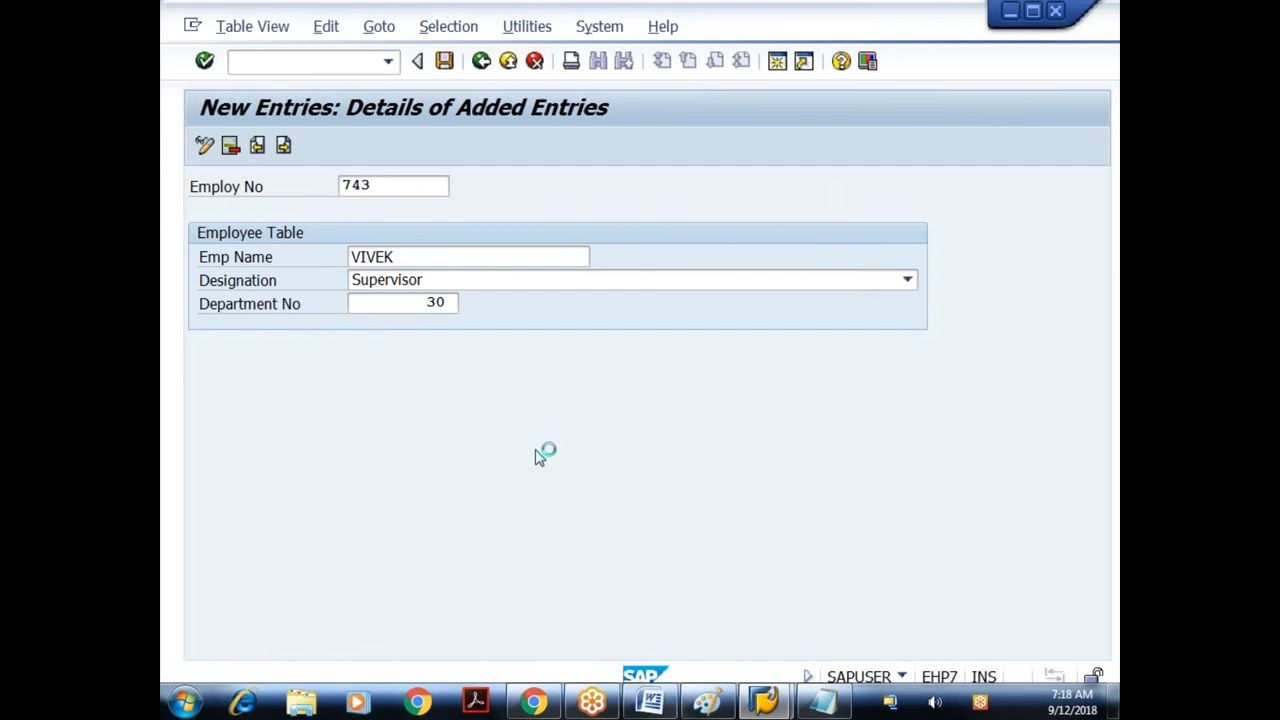 Table View Edit Goto Selection Utilities System Help
New Entries: Details of Added Entries
Employ No 743
Employee Table
Emp Name VIVEK
Designation Supervisor
Department No 30
SAP SAPUSER EHP7 INS
7:18 AM
9/12/2018